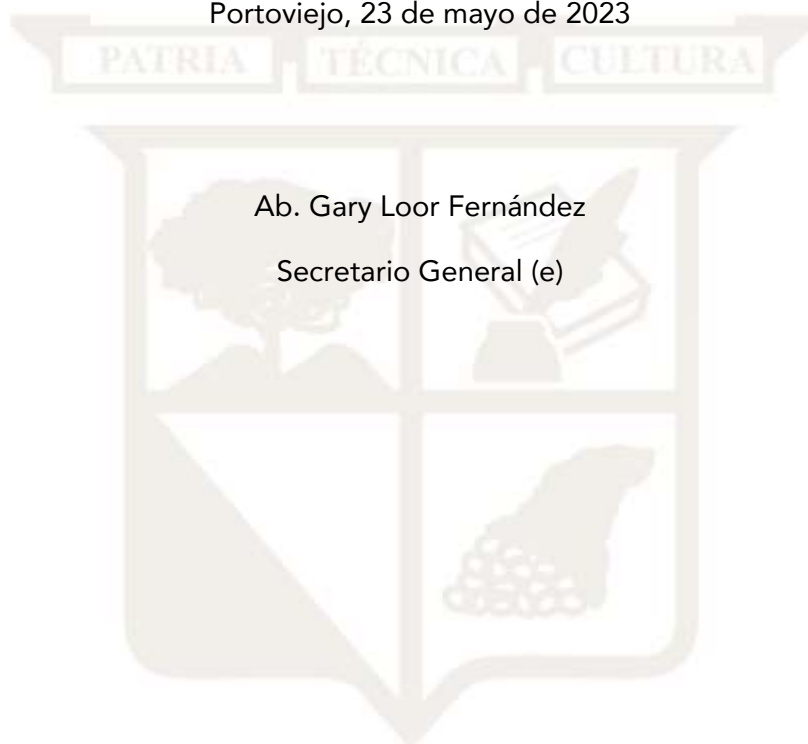 Portoviejo, 23 de mayo de 2023
PATRIA TÉCNICA CULTURA
Ab. Gary Loor Fernández
Secretario General (e)